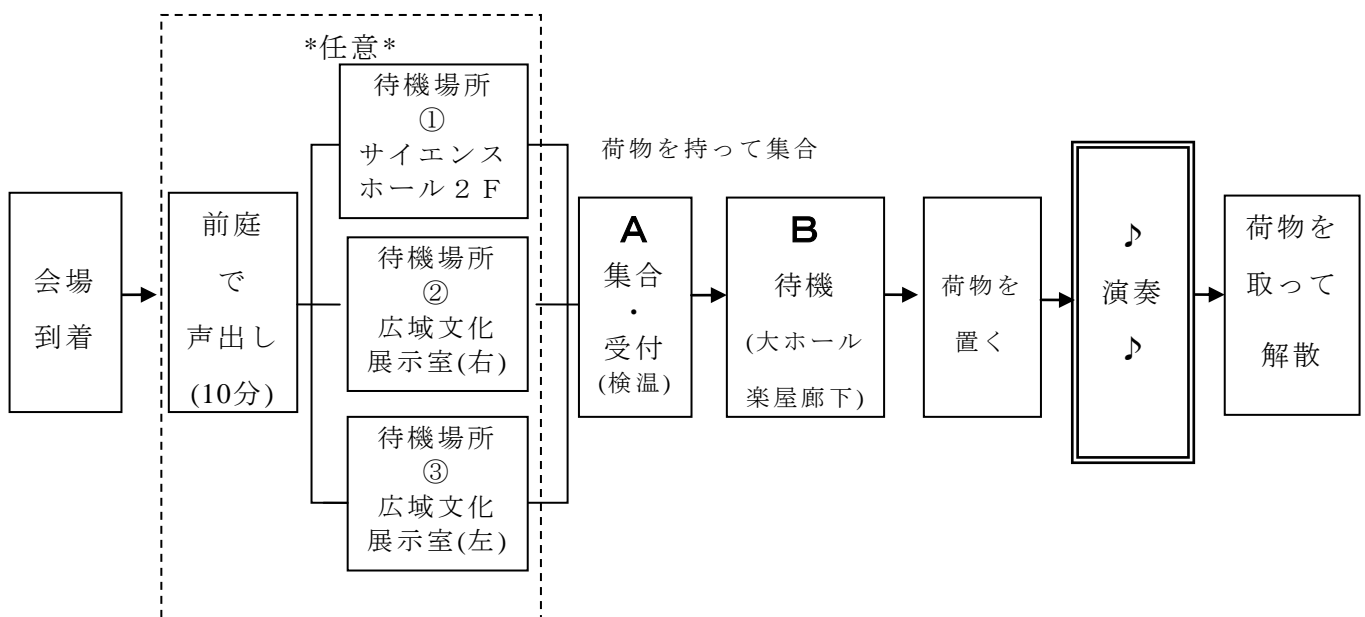 *任意*
会場
到着
前庭
で
声出し
(10分)
待機場所
①
サイエンス
ホール２Ｆ
待機場所
②
広域文化
展示室(右)
待機場所
③
広域文化
展示室(左)
荷物を持って集合
A
集合
・
受付
(検温)
B
待機
(大ホール
楽屋廊下)
荷物を
置く
♪
演奏
♪
荷物を
取って
解散